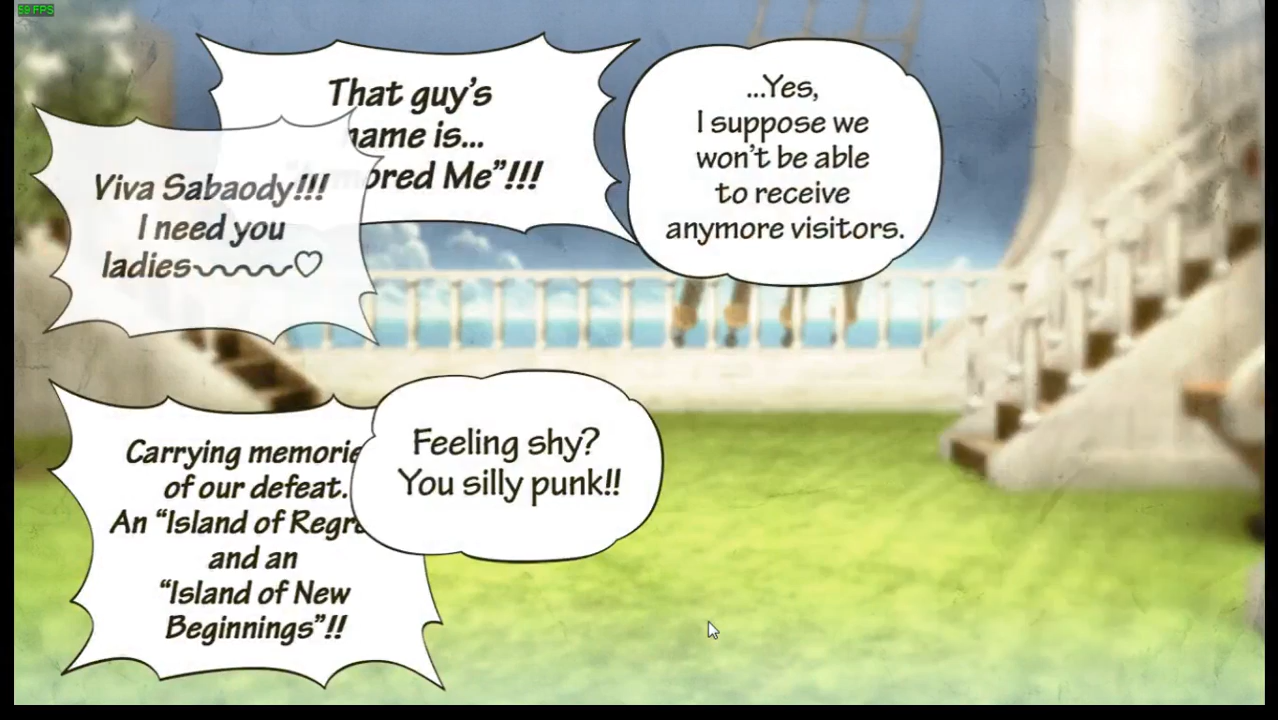 59 FPS
That guy's
name is...
ored Me"!!!
...Yes,
I suppose we
won't be able
to receive
anymore visitors.
Viva Sabaody!!!
I need you
ladies〰〰♡
Carrying memorie
of our defeat.
An "Island of Regr
and an
"Island of New
Beginnings"!!
Feeling shy?
You silly punk!!